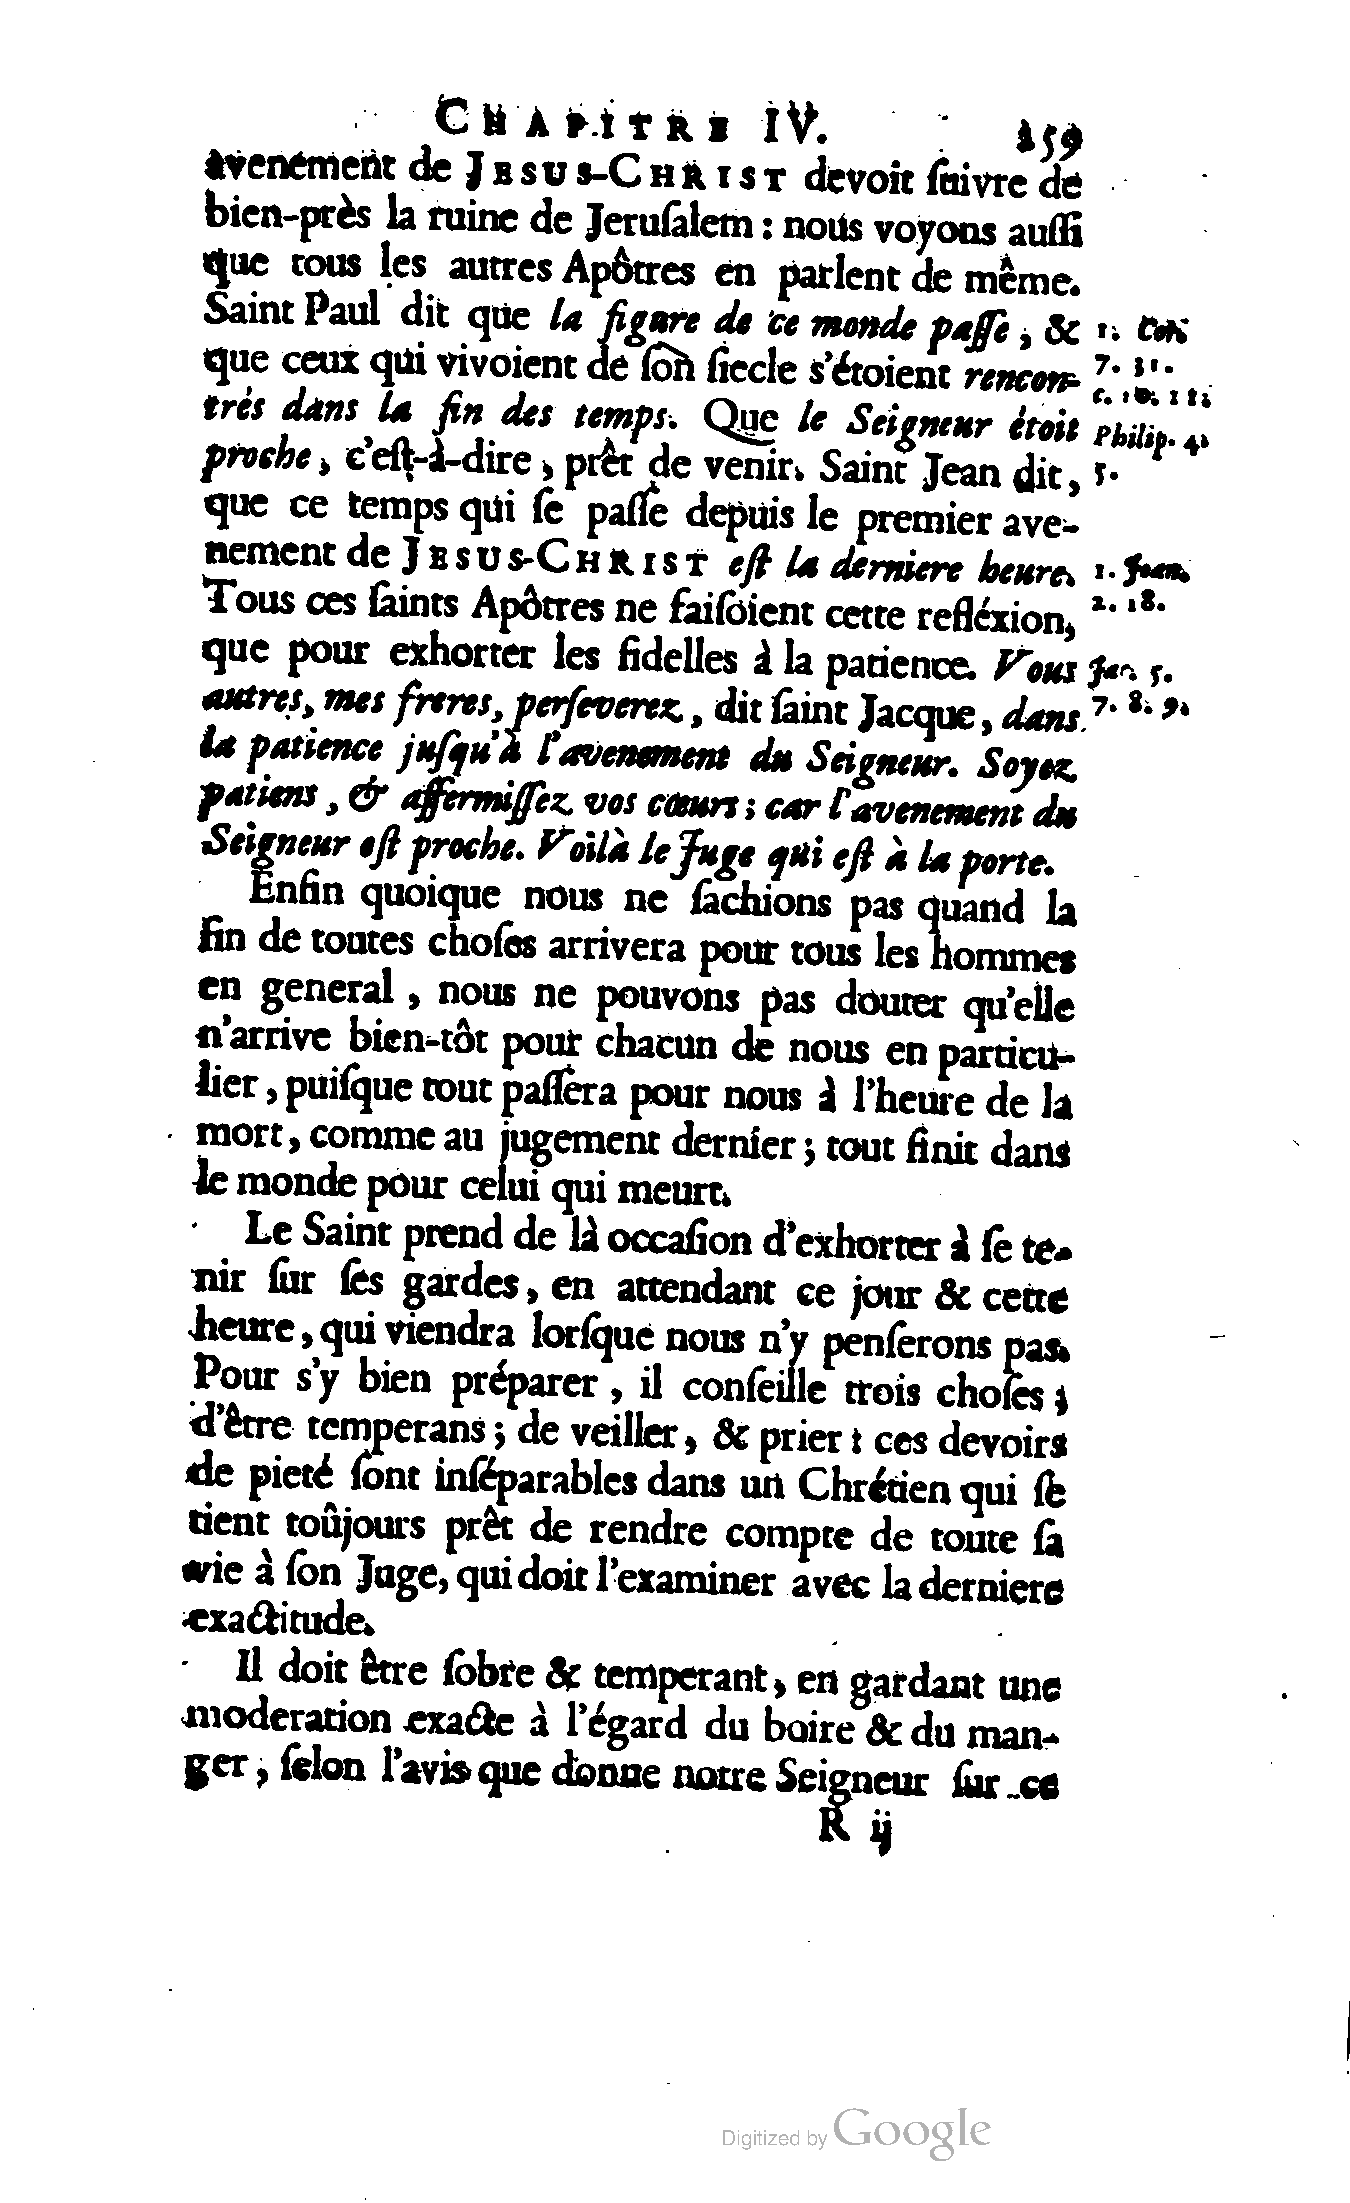 CHAPITRE IV. 259
avenement de JESUS-CHRIST devoit ſuivre de
bien-près la ruine de Jeruſalem : nous voyons auſſi
que tous les autres Apôtres en parlent de même.
Saint Paul dit que la figure de ce monde paſſe, &
1. Cor.
que ceux qui vivoient de ſon ſiecle s'étoient rencon-
7. 31.
c. 10. 11.
trés dans la fin des temps. Que le Seigneur étoit
Philip. 4.
proche, c'eſt-à-dire, prêt de venir. Saint Jean dit,
5.
que ce temps qui ſe paſſe depuis le premier ave-
nement de JESUS-CHRIST eſt la derniere heure.
1. Joan.
Tous ces ſaints Apôtres ne faiſoient cette refléxion,
2. 18.
que pour exhorter les fidelles à la patience. Vous
Jac. 5.
autres, mes freres, perſeverez, dit ſaint Jacque, dans
7. 8. 9.
la patience juſqu'à l'avenement du Seigneur. Soyez
patiens, & affermiſſez vos cœurs ; car l'avenement du
Seigneur eſt proche. Voilà le Juge qui eſt à la porte.
Enfin quoique nous ne ſachions pas quand la
fin de toutes choſes arrivera pour tous les hommes
en general, nous ne pouvons pas douter qu'elle
n'arrive bien-tôt pour chacun de nous en particu-
lier, puiſque tout paſſera pour nous à l'heure de la
mort, comme au jugement dernier ; tout finit dans
le monde pour celui qui meurt.
Le Saint prend de là occaſion d'exhorter à ſe te-
nir ſur ſes gardes, en attendant ce jour & cette
heure, qui viendra lorſque nous n'y penſerons pas.
Pour s'y bien préparer, il conſeille trois choſes ;
d'être temperans ; de veiller, & prier : ces devoirs
de pieté ſont inſéparables dans un Chrétien qui ſe
tient toûjours prêt de rendre compte de toute ſa
vie à ſon Juge, qui doit l'examiner avec la derniere
exactitude.
Il doit être ſobre & temperant, en gardant une
moderation exacte à l'égard du boire & du man-
ger, ſelon l'avis que donne notre Seigneur ſur ce
R ij
Digitized by Google